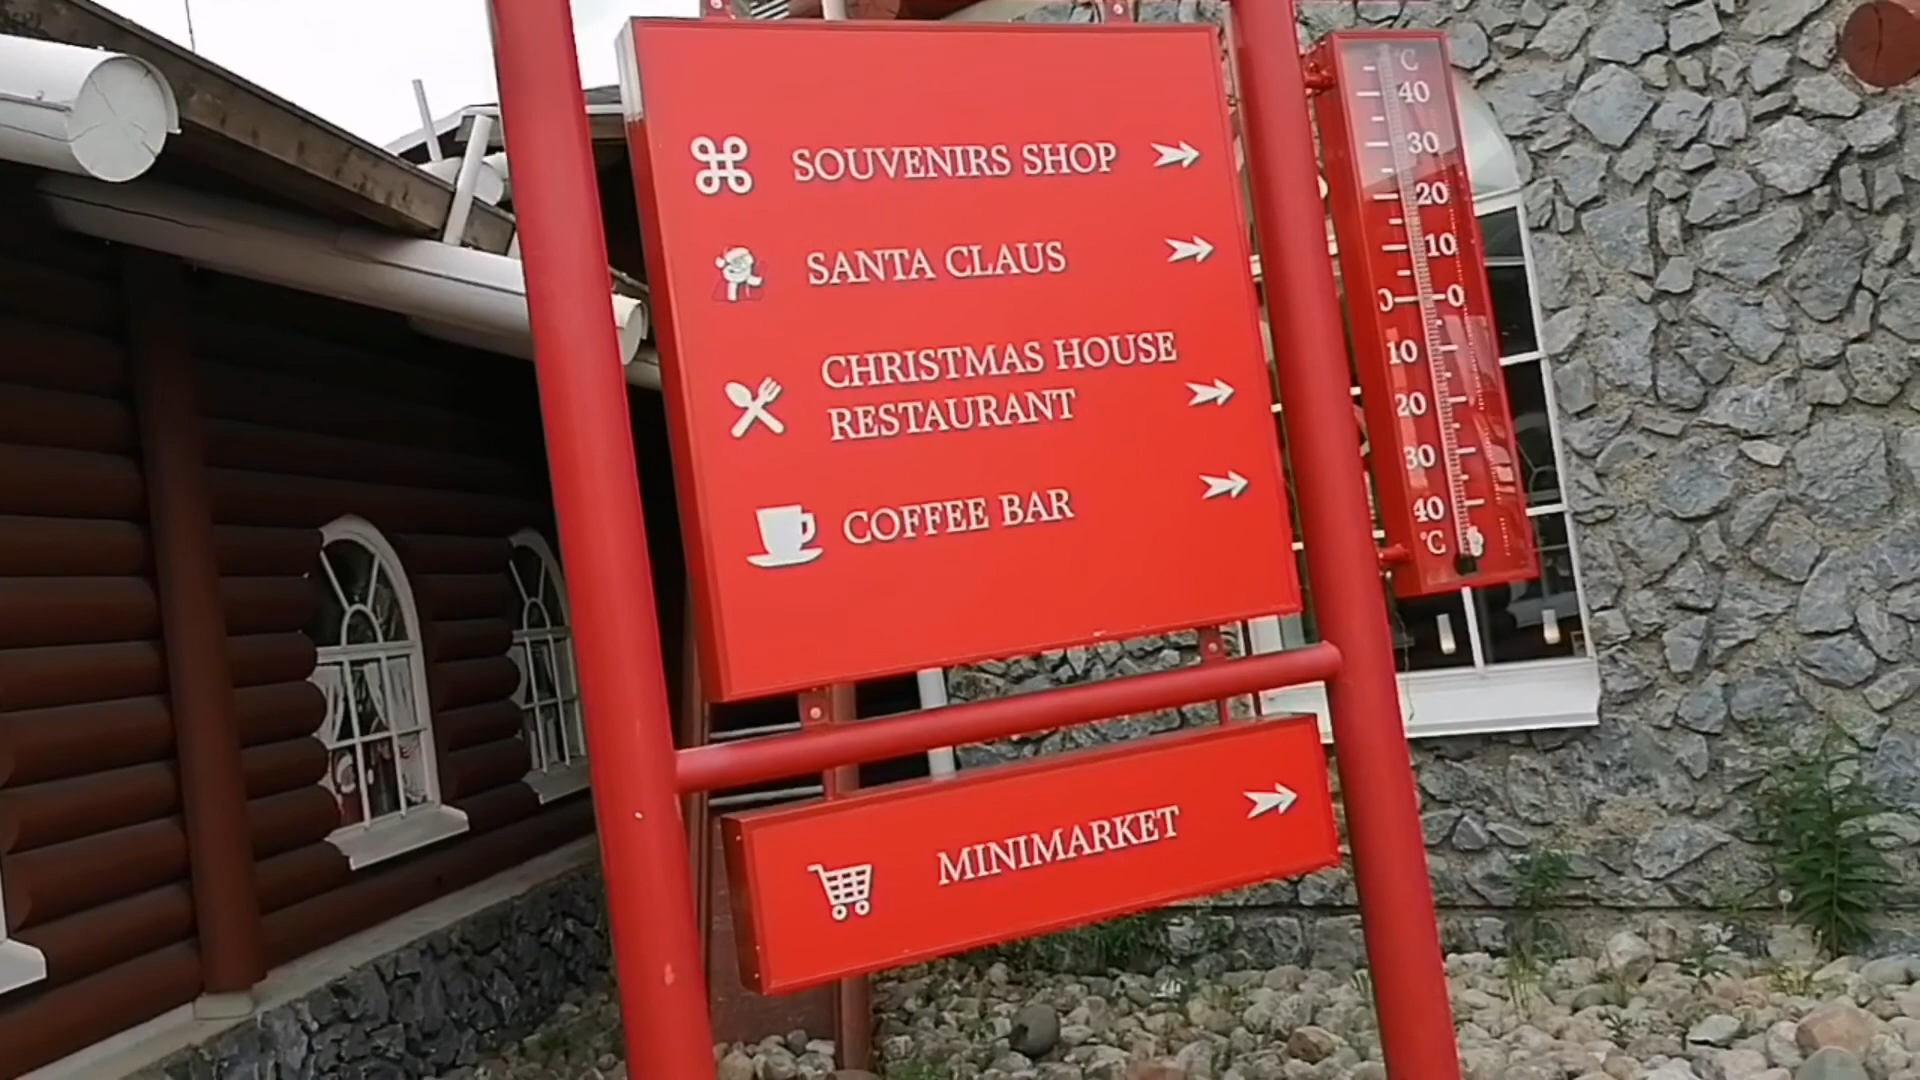 SOUVENIRS SHOP
SANTA CLAUS
CHRISTMAS HOUSE
RESTAURANT
COFFEE BAR
MINIMARKET
°C
40
30
20
10
0 0
10
20
30
40
°C